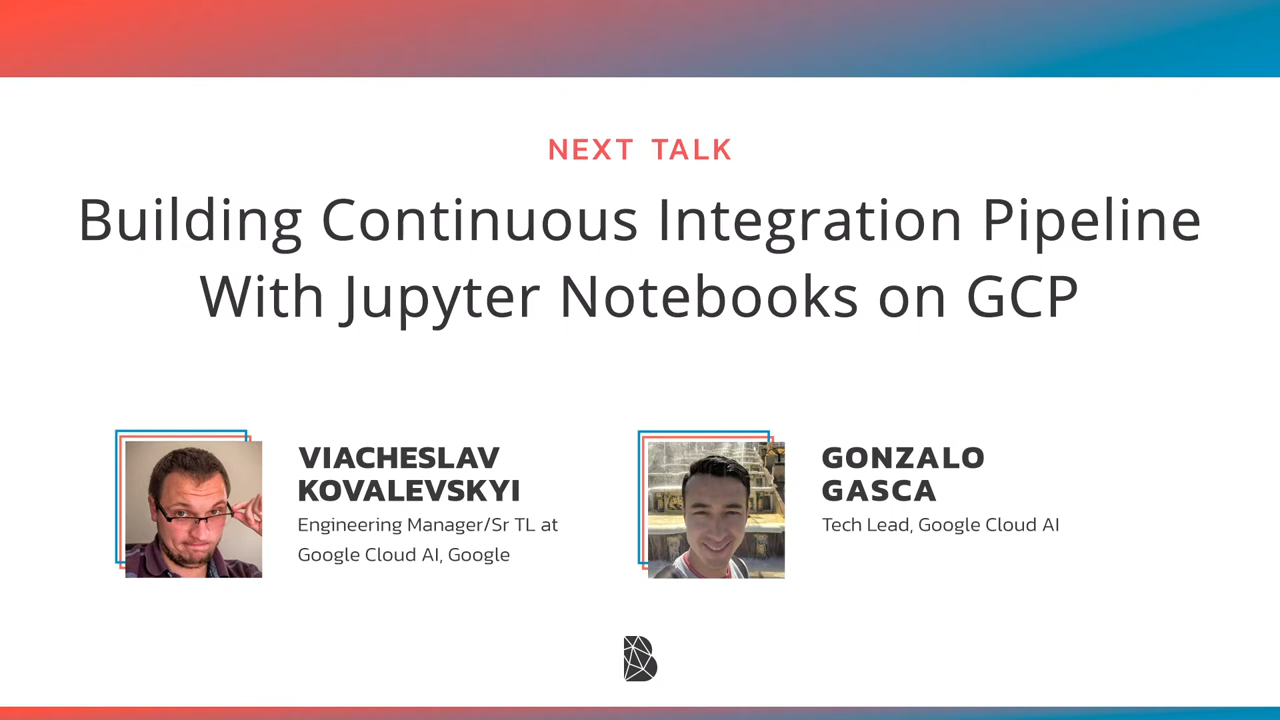 NEXT TALK
Building Continuous Integration Pipeline
With Jupyter Notebooks on GCP
VIACHESLAV
KOVALEVSKYI
Engineering Manager/Sr TL at
Google Cloud AI, Google
GONZALO
GASCA
Tech Lead, Google Cloud AI
B